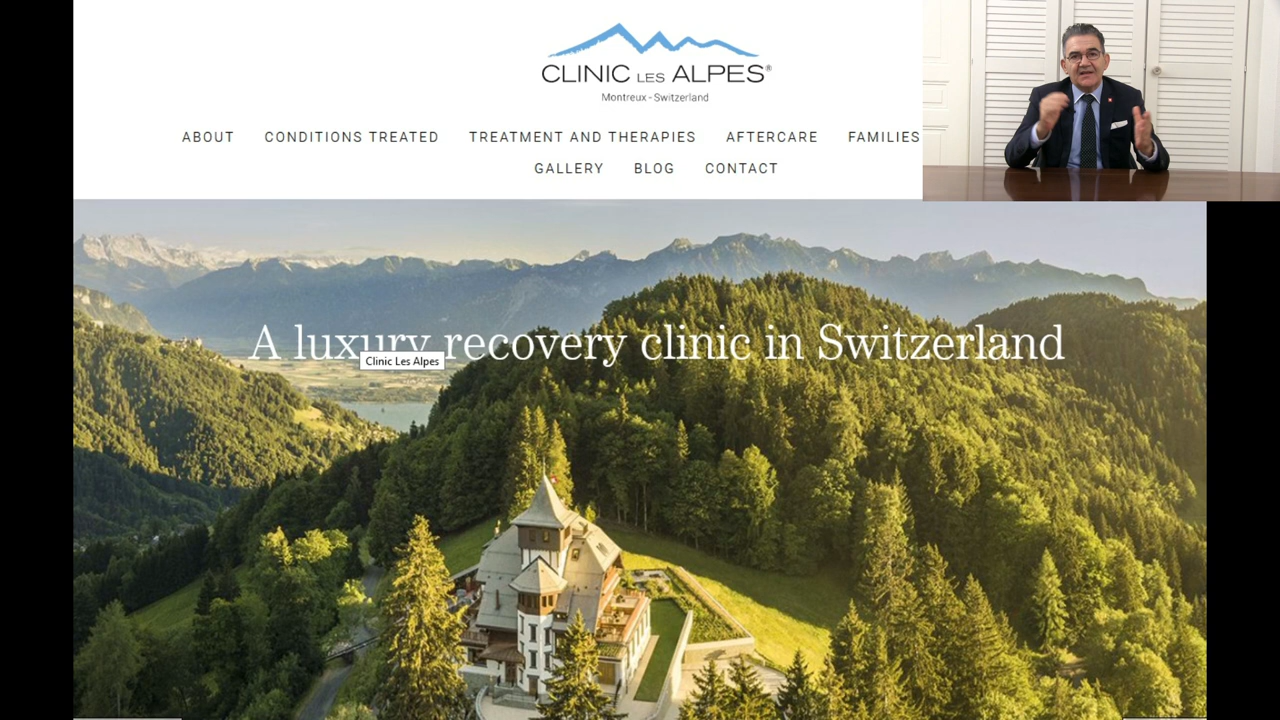 CLINIC LES ALPES®
Montreux - Switzerland
ABOUT CONDITIONS TREATED TREATMENT AND THERAPIES AFTERCARE FAMILIES
GALLERY BLOG CONTACT
A luxury recovery clinic in Switzerland
Clinic Les Alpes